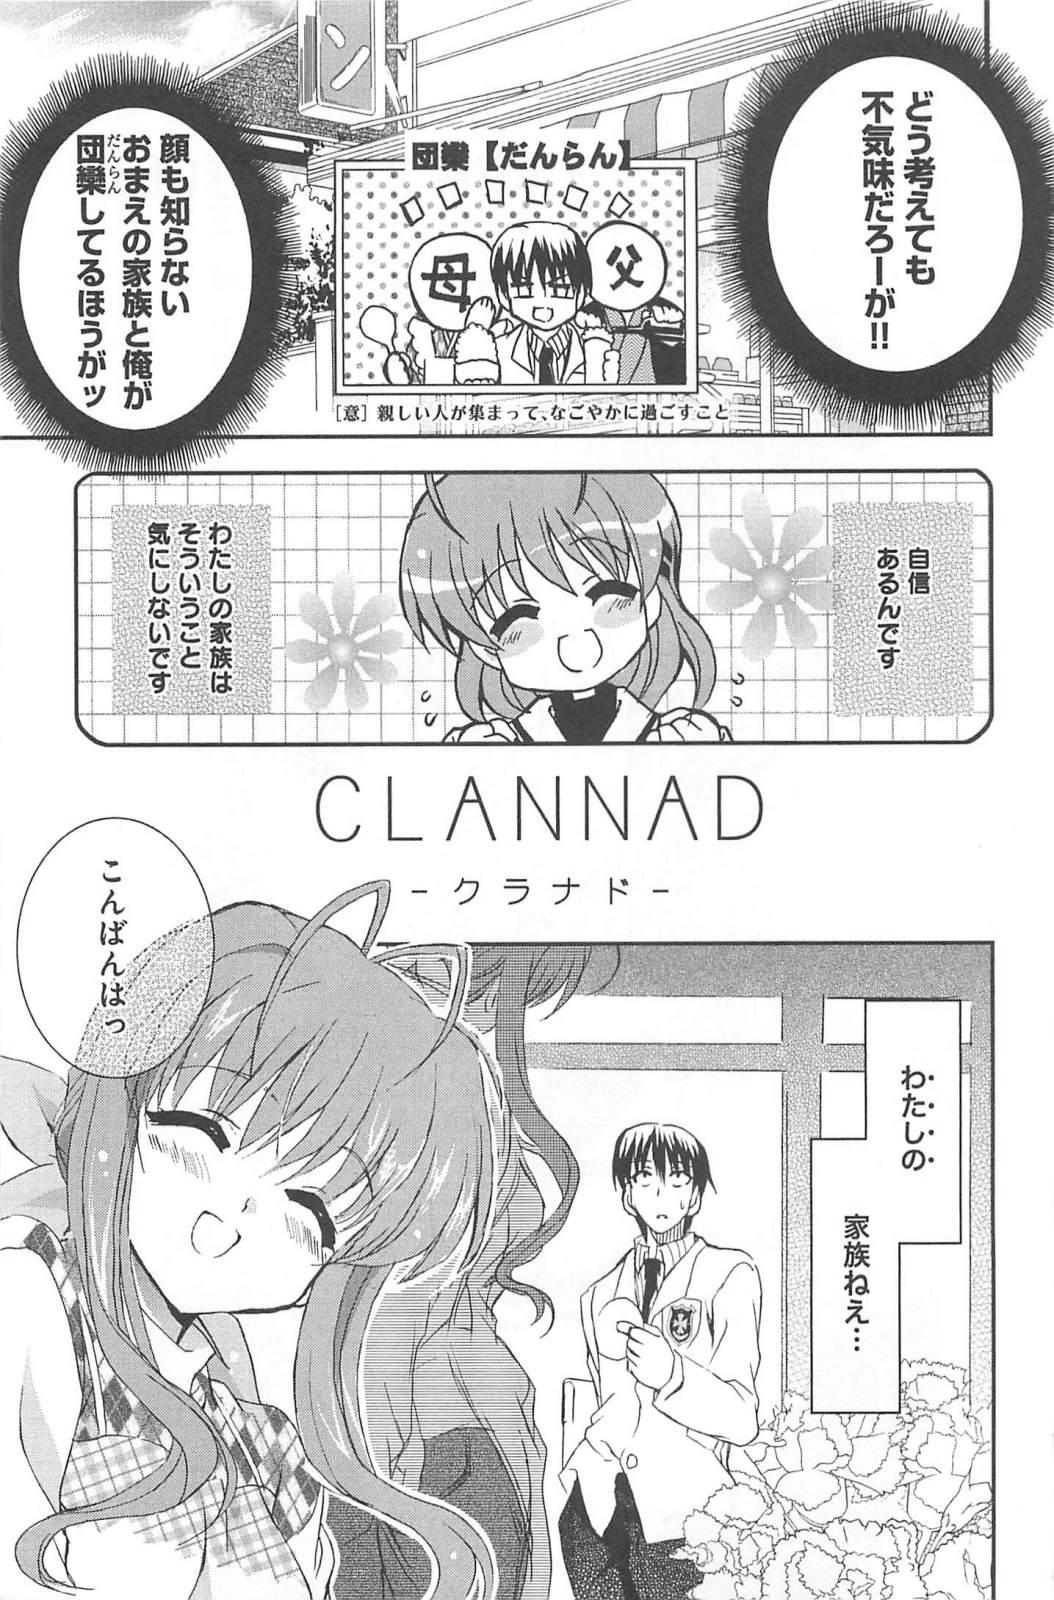 ン
どう考えても
不気味だろーが!!
団欒【だんらん】
母
父
[意] 親しい人が集まって、なごやかに過ごすこと
顔も知らない
おまえの家族と俺が
団欒してるほうがッ
だんらん
自信
あるんです
わたしの家族は
そういうこと
気にしないです
CLANNAD
-クラナド-
わたしの
家族ねえ…
こんばんはっ